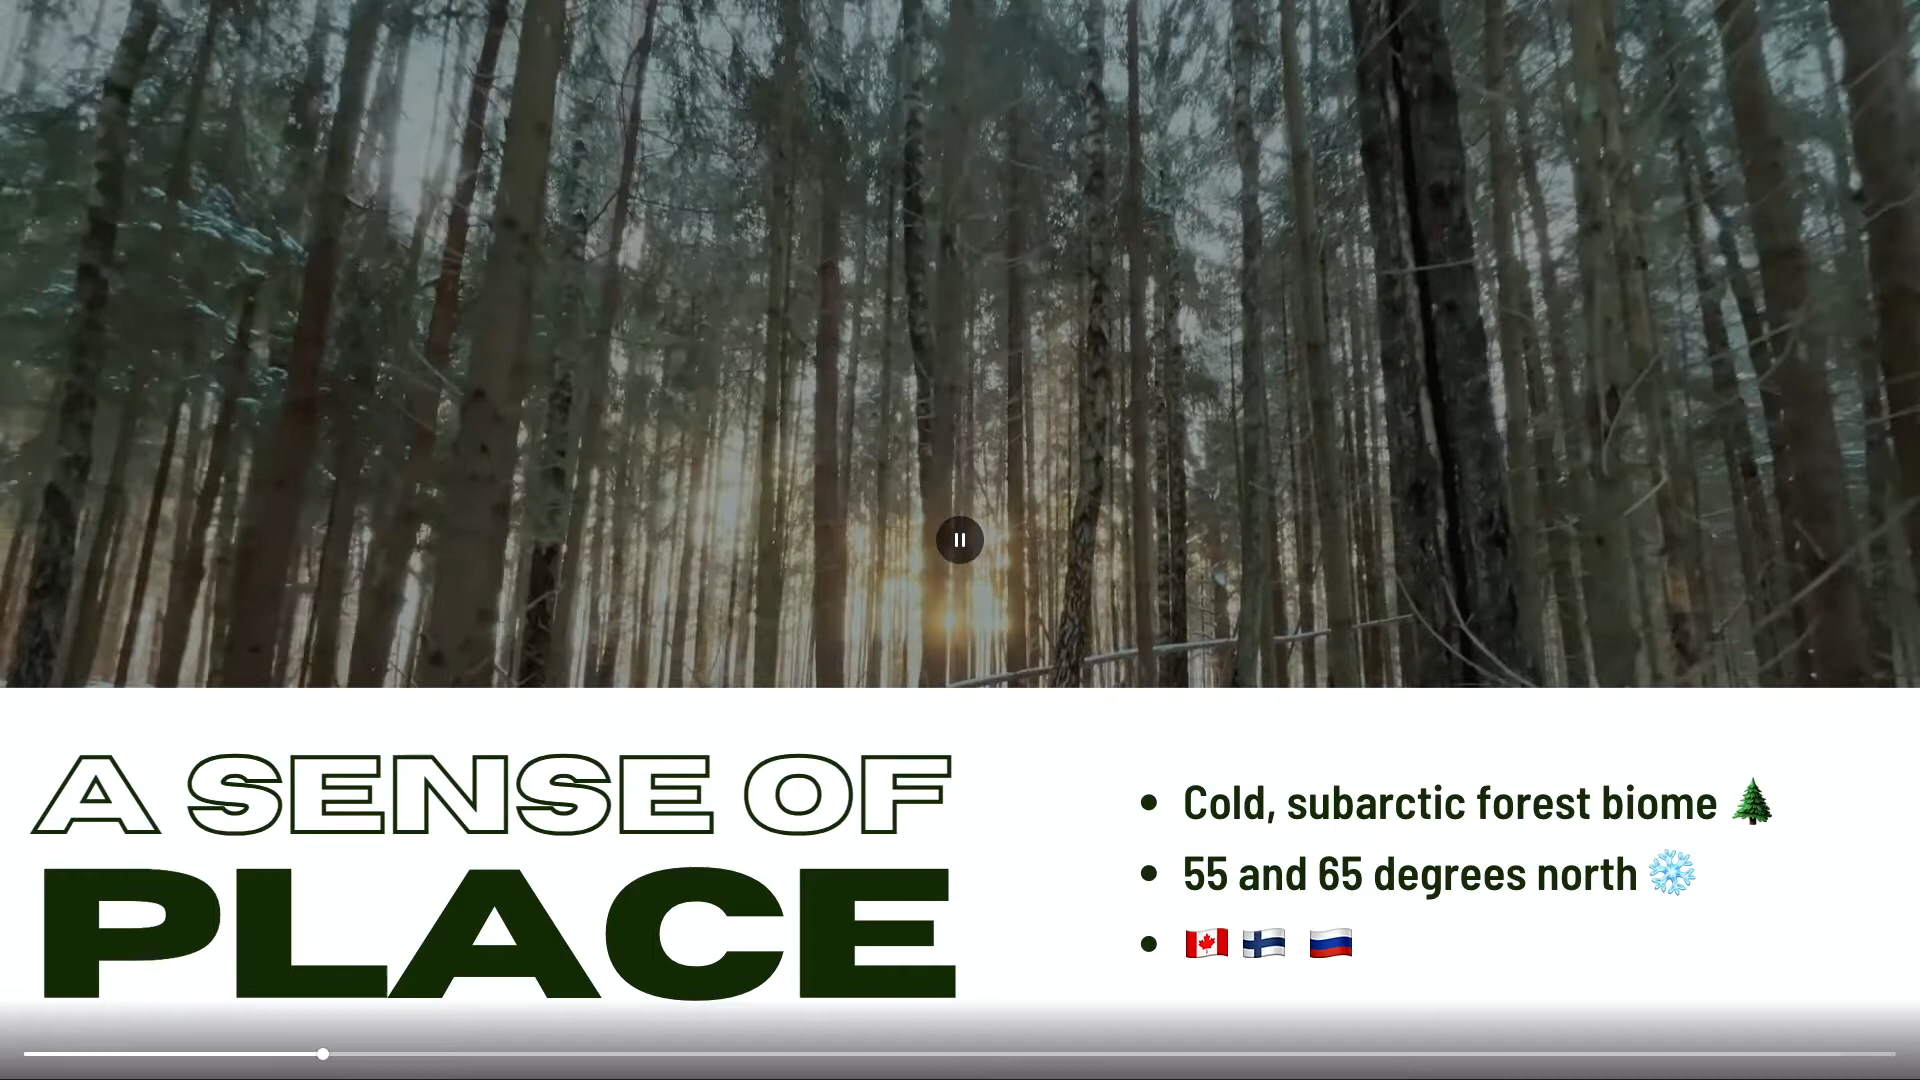 A SENSE OF
PLACE
• Cold, subarctic forest biome 🌲
• 55 and 65 degrees north ❄️
• 🇨🇦 🇫🇮 🇷🇺